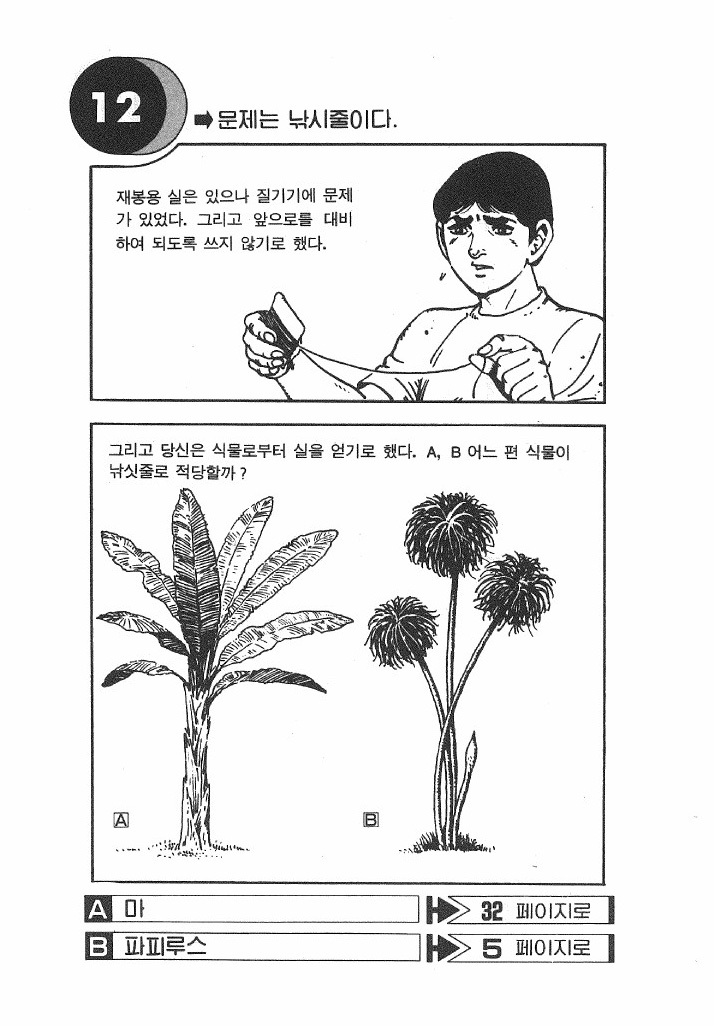 12
➡문제는 낚시줄이다.
재봉용 실은 있으나 질기기에 문제
가 있었다. 그리고 앞으로를 대비
하여 되도록 쓰지 않기로 했다.
그리고 당신은 식물로부터 실을 얻기로 했다. A, B 어느 편 식물이
낚싯줄로 적당할까?
A
B
A 마 32 페이지로
B 파피루스 5 페이지로